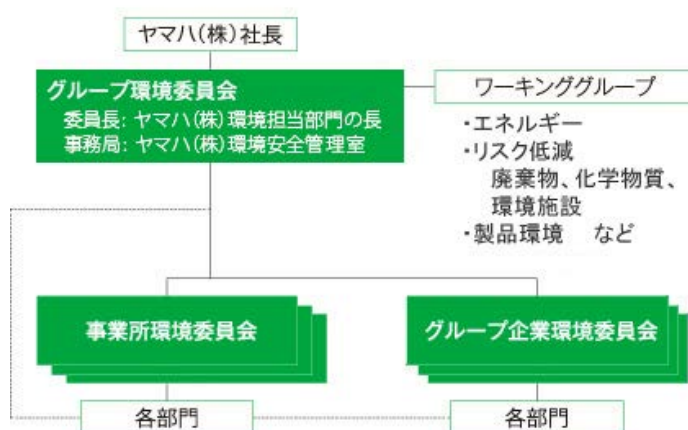 ヤマハ(株)社長
グループ環境委員会
委員長: ヤマハ(株)環境担当部門の長
事務局: ヤマハ(株)環境安全管理室
ワーキンググループ
・エネルギー
・リスク低減
廃棄物、化学物質、
環境施設
・製品環境 など
事業所環境委員会
グループ企業環境委員会
各部門
各部門